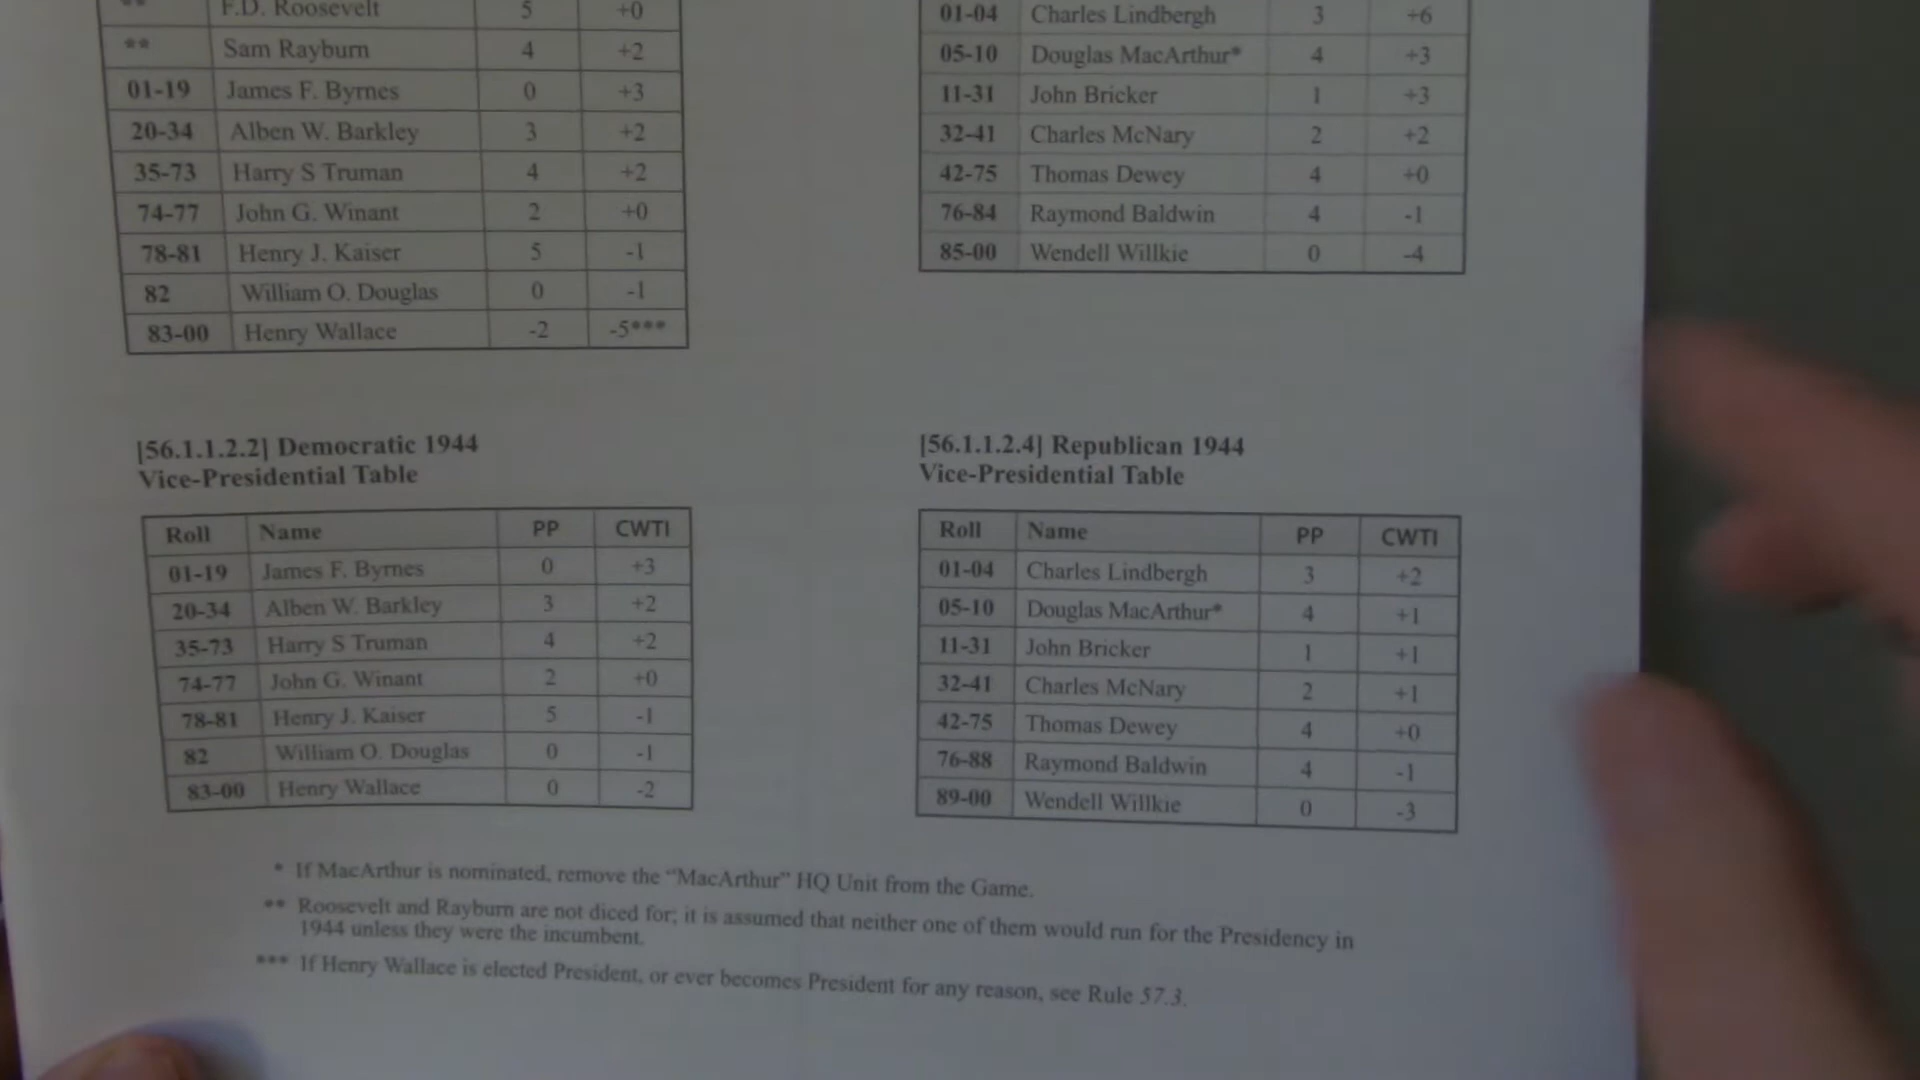 ** F.D. Roosevelt 5 +0
** Sam Rayburn 4 +2
01-19 James F. Byrnes 0 +3
20-34 Alben W. Barkley 3 +2
35-73 Harry S Truman 4 +2
74-77 John G. Winant 2 +0
78-81 Henry J. Kaiser 5 -1
82 William O. Douglas 0 -1
83-00 Henry Wallace -2 -5***
01-04 Charles Lindbergh 3 +6
05-10 Douglas MacArthur* 4 +3
11-31 John Bricker 1 +3
32-41 Charles McNary 2 +2
42-75 Thomas Dewey 4 +0
76-84 Raymond Baldwin 4 -1
85-00 Wendell Willkie 0 -4
[56.1.1.2.2] Democratic 1944
Vice-Presidential Table
Roll Name PP CWTI
01-19 James F. Byrnes 0 +3
20-34 Alben W. Barkley 3 +2
35-73 Harry S Truman 4 +2
74-77 John G. Winant 2 +0
78-81 Henry J. Kaiser 5 -1
82 William O. Douglas 0 -1
83-00 Henry Wallace 0 -2
[56.1.1.2.4] Republican 1944
Vice-Presidential Table
Roll Name PP CWTI
01-04 Charles Lindbergh 3 +2
05-10 Douglas MacArthur* 4 +1
11-31 John Bricker 1 +1
32-41 Charles McNary 2 +1
42-75 Thomas Dewey 4 +0
76-88 Raymond Baldwin 4 -1
89-00 Wendell Willkie 0 -3
* If MacArthur is nominated, remove the "MacArthur" HQ Unit from the Game.
** Roosevelt and Rayburn are not diced for; it is assumed that neither one of them would run for the Presidency in
1944 unless they were the incumbent.
*** If Henry Wallace is elected President, or ever becomes President for any reason, see Rule 57.3.